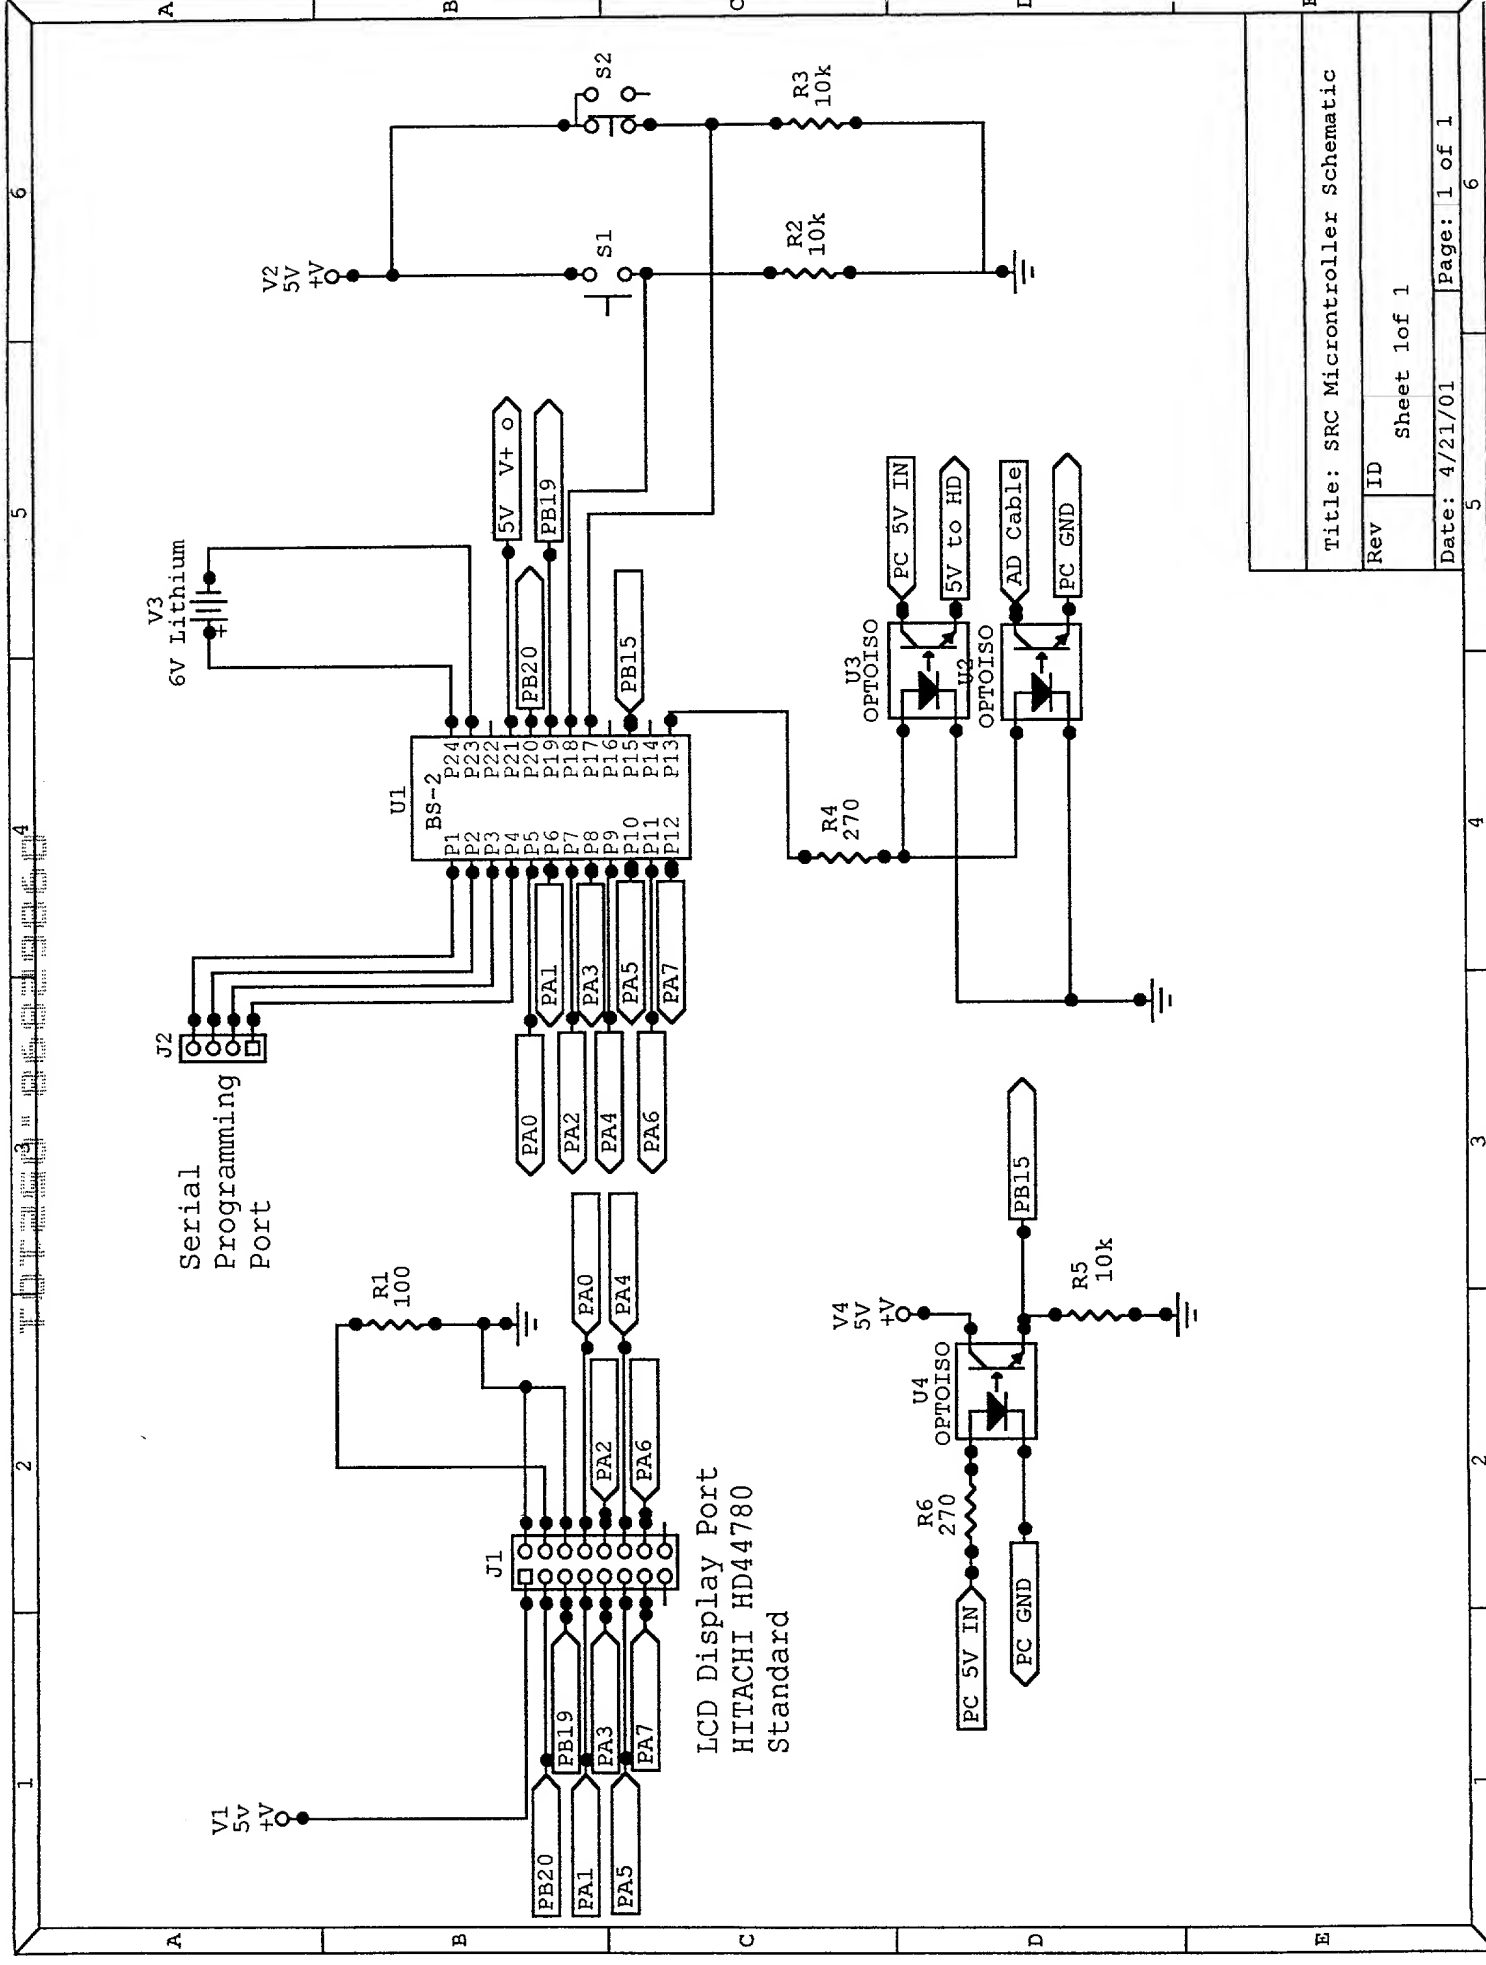 1
2
3
4
5
6
A
B
C
D
E
V1
5v
+V
PB20
PA1
PA5
PB19
PA3
PA7
J1
LCD Display Port
HITACHI HD44780
Standard
PA2
PA6
PA0
PA4
R1
100
Serial
Programming
Port
J2
PA0
PA2
PA4
PA6
PA1
PA3
PA5
PA7
U1
BS-2
P1
P2
P3
P4
P5
P6
P7
P8
P9
P10
P11
P12
P24
P23
P22
P21
P20
P19
P18
P17
P16
P15
P14
P13
V3
6V Lithium
+
PB20
PB15
5V V+
PB19
V2
5V
+V
S1
S2
R2
10k
R3
10k
R4
270
U3
OPTOISO
U2
OPTOISO
PC 5V IN
5V to HD
AD Cable
PC GND
PC 5V IN
PC GND
R6
270
U4
OPTOISO
V4
5V
+V
R5
10k
PB15
Title: SRC Microntroller Schematic
Rev
ID
Sheet 1of 1
Date: 4/21/01
Page: 1 of 1
A
B
C
D
E
1
2
3
4
5
6